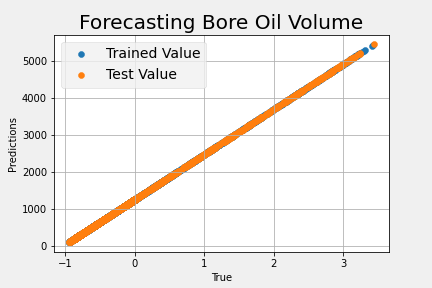 Forecasting Bore Oil Volume
Trained Value
Test Value
5000
4000
3000
2000
1000
0
Predictions
−1
0
1
2
3
True